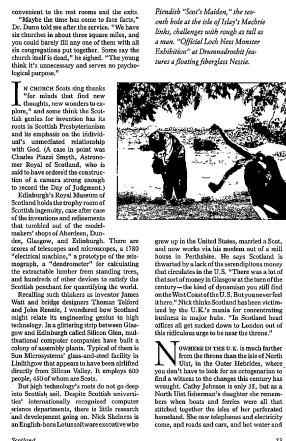 convenient to the rest rooms and the exits.
"Maybe the time has come to face facts,"
Dr. Dunn told me after the service. "We have
six churches in about three square miles, and
you could barely fill any one of them with all
six congregations put together. Some say the
church itself is dead," he sighed. "The young
think it's unnecessary and serves no psycho-
logical purpose."
IN CHURCH Scots sing thanks
"for minds that find new
thoughts, new wonders to ex-
plore," and some think the Scot-
tish genius for invention has its
roots in Scottish Presbyterianism
and its emphasis on the individ-
ual's unmediated relationship
with God. (A case in point was
Charles Piazzi Smyth, Astrono-
mer Royal of Scotland, who is
said to have ordered the construc-
tion of a camera strong enough
to record the Day of Judgment.)
Edinburgh's Royal Museum of
Scotland holds the trophy room of
Scottish ingenuity, case after case
of the inventions and refinements
that tumbled out of the model-
makers' shops of Aberdeen, Dun-
dee, Glasgow, and Edinburgh. There are
scores of telescopes and microscopes, a 1780
"electrical machine," a prototype of the seis-
mograph, a "dendrometer" for calculating
the extractable lumber from standing trees,
and hundreds of other devices to satisfy the
Scottish penchant for quantifying the world.
Recalling such thinkers as inventor James
Watt and bridge designers Thomas Telford
and John Rennie, I wondered how Scotland
might relate its engineering gestus to high
technology. In a glittering strip between Glas-
gow and Edinburgh called Silicon Glen, mul-
tinational computer companies have built a
colony of assembly plants. Typical of them is
Sun Microsystems' glass-and-steel facility in
Linlithgow that appears to have been airlifted
directly from Silicon Valley. It employs 600
people, 450 of whom are Scots.
But high technology's roots do not go deep
into Scottish soil. Despite Scottish universi-
ties' internationally recognized computer
science departments, there is little research
and development going on. Nick Skelnes is
an English-born Lotus software executive who
Fiendish "Scot's Maiden," the sev-
enth hole at the isle of Islay's Machrie
links, challenges with rough as tall as
a man. "Official Loch Ness Monster
Exhibition" at Drumnadrochit fea-
tures a floating fiberglass Nessie.
grew up in the United States, married a Scot,
and now works via his modem out of a mill
house in Perthshire. He says Scotland is
thwarted by a lack of the serendipitous money
that circulates in the U.S. "There was a lot of
that sort of money in Glasgow at the turn of the
century—the kind of dynamism you still find
on the West Coast of the U.S. But you never feel
it here." Nick thinks Scotland has been victim-
ized by the U.K.'s mania for concentrating
business in major hubs. "In Scotland head
offices all get sucked down to London out of
this ridiculous urge to be near the throne."
NOWHERE IN THE U.K. is much farther
from the throne than the isle of North
Uist, in the Outer Hebrides, where
you don't have to look for an octogenarian to
find a witness to the changes this century has
wrought. Cathy Johnson is only 35, but as a
North Uist fisherman's daughter she remem-
bers when boats and ferries were all that
stitched together the isles of her perforated
homeland. She saw telephones and electricity
come, and roads and cars, and hot water and
Scotland
23